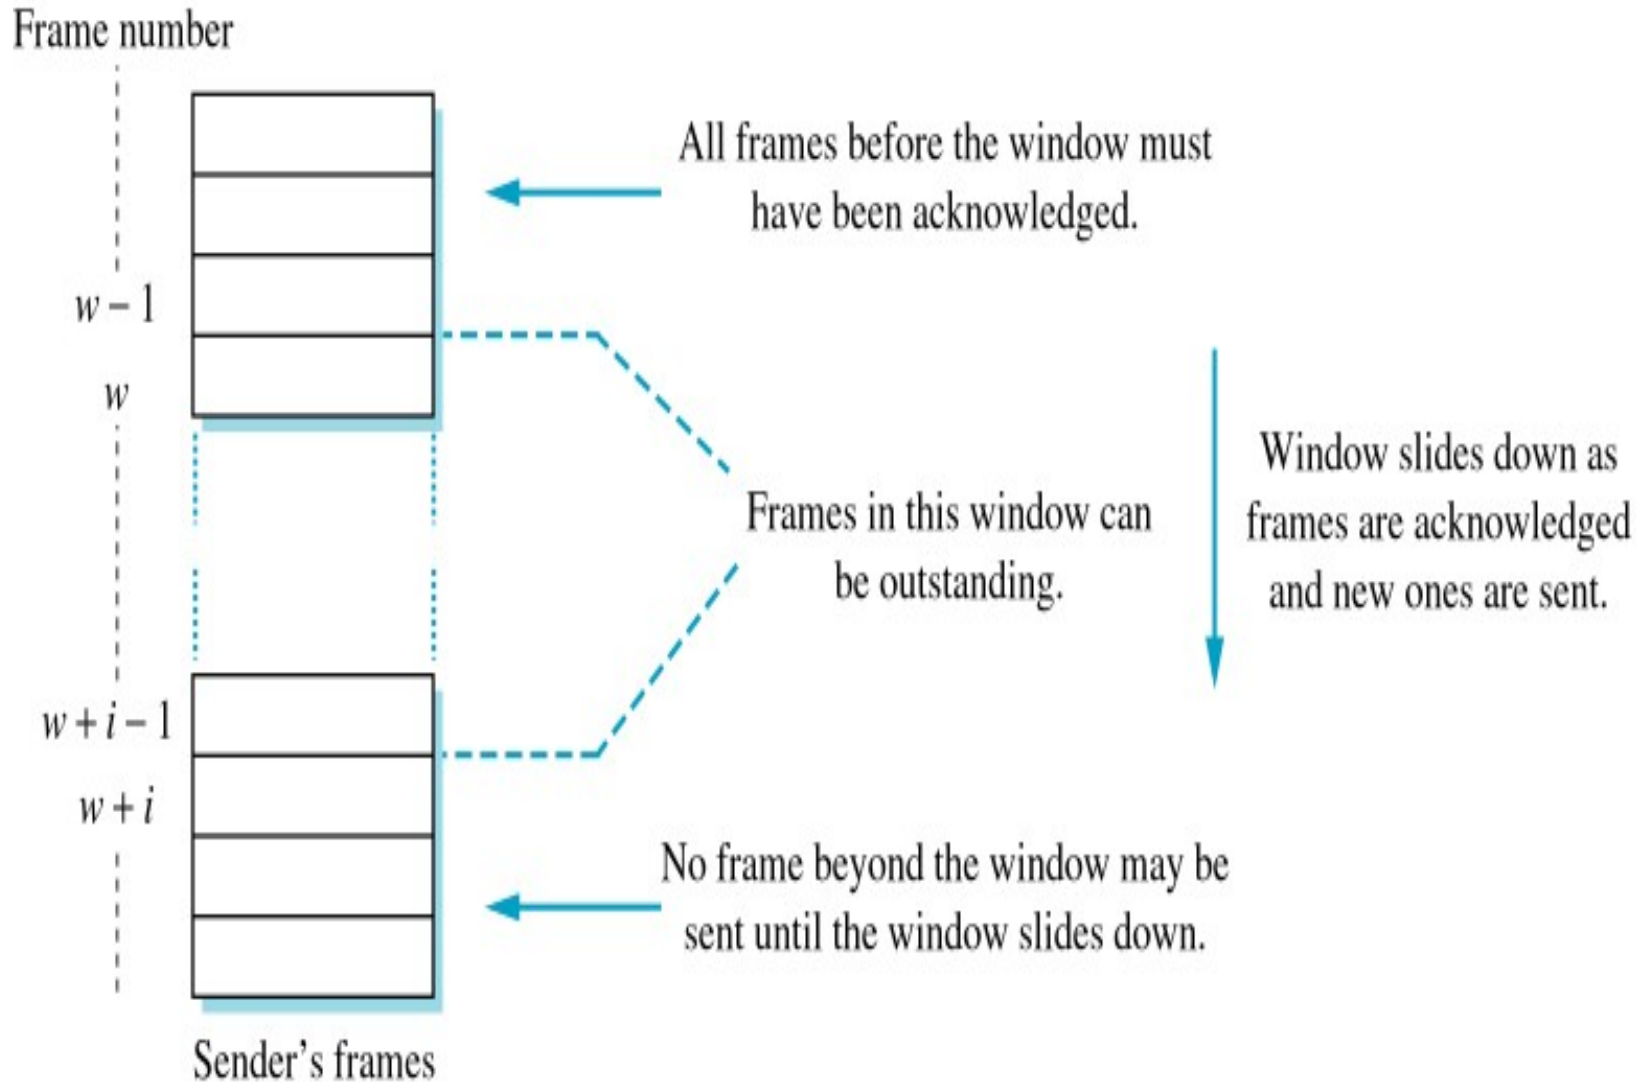 Frame number
All frames before the window must
have been acknowledged.
w – 1
w
Window slides down as
frames are acknowledged
and new ones are sent.
Frames in this window can
be outstanding.
w + i – 1
w + i
No frame beyond the window may be
sent until the window slides down.
Sender’s frames